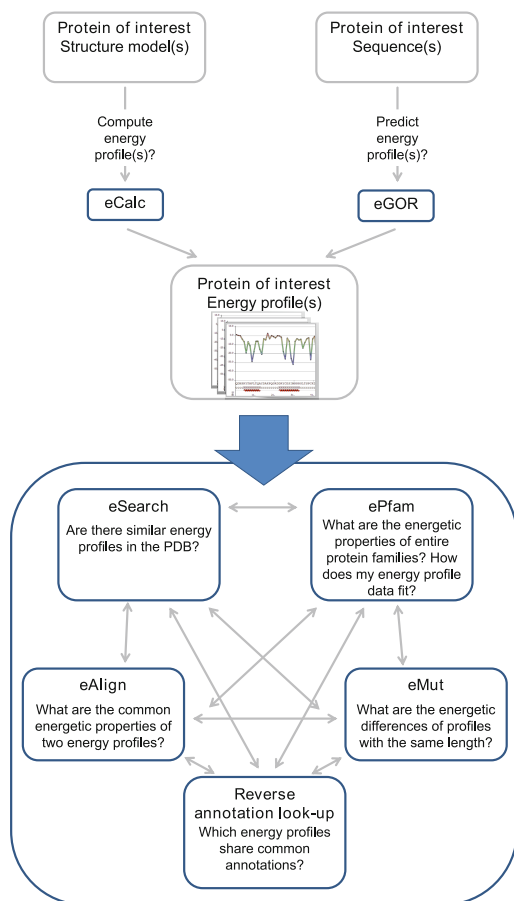 Protein of interest
Structure model(s)
Protein of interest
Sequence(s)
Compute
energy
profile(s)?
Predict
energy
profile(s)?
eCalc
eGOR
Protein of interest
Energy profile(s)
eSearch
Are there similar energy
profiles in the PDB?
ePfam
What are the energetic
properties of entire
protein families? How
does my energy profile
data fit?
eAlign
What are the common
energetic properties of
two energy profiles?
eMut
What are the energetic
differences of profiles
with the same length?
Reverse
annotation look-up
Which energy profiles
share common
annotations?